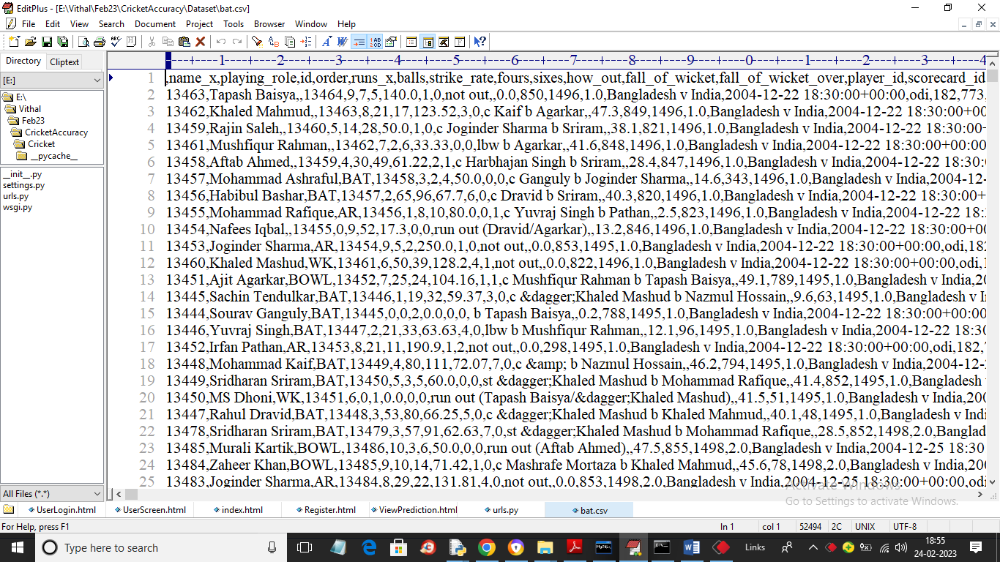 EditPlus - [E:\Vithal\Feb23\CricketAccuracy\Dataset\bat.csv]
File Edit View Search Document Project Tools Browser Window Help
Directory Cliptext
[E:]
E:\
Vithal
Feb23
CricketAccuracy
Cricket
__pycache__
__init__.py
settings.py
urls.py
wsgi.py
All Files (*.*)
----+----1----+----2----+----3----+----4----+----5----+----6----+----7----+----8----+----9----+----0----+----1----+----2----+----3----+----4
1 ,name_x,playing_role,id,order,runs_x,balls,strike_rate,fours,sixes,how_out,fall_of_wicket,fall_of_wicket_over,player_id,scorecard_id
2 13463,Tapash Baisya,,13464,9,7,5,140.0,1,0,not out,,0.0,850,1496,1.0,Bangladesh v India,2004-12-22 18:30:00+00:00,odi,182,773,
3 13462,Khaled Mahmud,,13463,8,21,17,123.52,3,0,c Kaif b Agarkar,,47.3,849,1496,1.0,Bangladesh v India,2004-12-22 18:30:00+00
4 13459,Rajin Saleh,,13460,5,14,28,50.0,1,0,c Joginder Sharma b Sriram,,38.1,821,1496,1.0,Bangladesh v India,2004-12-22 18:30:00
5 13461,Mushfiqur Rahman,,13462,7,2,6,33.33,0,0,lbw b Agarkar,,41.6,848,1496,1.0,Bangladesh v India,2004-12-22 18:30:00
6 13458,Aftab Ahmed,,13459,4,30,49,61.22,2,1,c Harbhajan Singh b Sriram,,28.4,847,1496,1.0,Bangladesh v India,2004-12-22 18:30:
7 13457,Mohammad Ashraful,BAT,13458,3,2,4,50.0,0,0,c Ganguly b Joginder Sharma,,14.6,343,1496,1.0,Bangladesh v India,2004-12-
8 13456,Habibul Bashar,BAT,13457,2,65,96,67.7,6,0,c Dravid b Sriram,,40.3,820,1496,1.0,Bangladesh v India,2004-12-22 18:30:00+
9 13455,Mohammad Rafique,AR,13456,1,8,10,80.0,0,1,c Yuvraj Singh b Pathan,,2.5,823,1496,1.0,Bangladesh v India,2004-12-22 18:
10 13454,Nafees Iqbal,,13455,0,9,52,17.3,0,0,run out (Dravid/Agarkar),,13.2,846,1496,1.0,Bangladesh v India,2004-12-22 18:30:00+0
11 13453,Joginder Sharma,AR,13454,9,5,2,250.0,1,0,not out,,0.0,853,1495,1.0,Bangladesh v India,2004-12-22 18:30:00+00:00,odi,182
12 13460,Khaled Mashud,WK,13461,6,50,39,128.2,4,1,not out,,0.0,822,1496,1.0,Bangladesh v India,2004-12-22 18:30:00+00:00,odi,
13 13451,Ajit Agarkar,BOWL,13452,7,25,24,104.16,1,1,c Mushfiqur Rahman b Tapash Baisya,,49.1,789,1495,1.0,Bangladesh v India,20
14 13445,Sachin Tendulkar,BAT,13446,1,19,32,59.37,3,0,c &dagger;Khaled Mashud b Nazmul Hossain,,9.6,63,1495,1.0,Bangladesh v I
15 13444,Sourav Ganguly,BAT,13445,0,0,2,0.0,0,0, b Tapash Baisya,,0.2,788,1495,1.0,Bangladesh v India,2004-12-22 18:30:00+00
16 13446,Yuvraj Singh,BAT,13447,2,21,33,63.63,4,0,lbw b Mushfiqur Rahman,,12.1,96,1495,1.0,Bangladesh v India,2004-12-22 18:30
17 13452,Irfan Pathan,AR,13453,8,21,11,190.9,1,2,not out,,0.0,298,1495,1.0,Bangladesh v India,2004-12-22 18:30:00+00:00,odi,182,
18 13448,Mohammad Kaif,BAT,13449,4,80,111,72.07,7,0,c &amp; b Nazmul Hossain,,46.2,794,1495,1.0,Bangladesh v India,2004-12-
19 13449,Sridharan Sriram,BAT,13450,5,3,5,60.0,0,0,st &dagger;Khaled Mashud b Mohammad Rafique,,41.4,852,1495,1.0,Bangladesh
20 13450,MS Dhoni,WK,13451,6,0,1,0.0,0,0,run out (Tapash Baisya/&dagger;Khaled Mashud),,41.5,51,1495,1.0,Bangladesh v India,200
21 13447,Rahul Dravid,BAT,13448,3,53,80,66.25,5,0,c &dagger;Khaled Mashud b Khaled Mahmud,,40.1,48,1495,1.0,Bangladesh v Indi
22 13478,Sridharan Sriram,BAT,13479,3,57,91,62.63,7,0,st &dagger;Khaled Mashud b Mohammad Rafique,,28.5,852,1498,2.0,Banglad
23 13485,Murali Kartik,BOWL,13486,10,3,6,50.0,0,0,run out (Aftab Ahmed),,47.5,855,1498,2.0,Bangladesh v India,2004-12-25 18:30
24 13484,Zaheer Khan,BOWL,13485,9,10,14,71.42,1,0,c Mashrafe Mortaza b Khaled Mahmud,,45.6,78,1498,2.0,Bangladesh v India,200
25 13483,Joginder Sharma,AR,13484,8,29,22,131.81,4,0,not out,,0.0,853,1498,2.0,Bangladesh v India,2004-12-25 18:30:00+00:00,odi
Activate Windows
Go to Settings to activate Windows.
UserLogin.html UserScreen.html index.html Register.html ViewPrediction.html urls.py bat.csv
For Help, press F1 ln 1 col 1 52494 2C UNIX UTF-8
Type here to search Links 18:55
24-02-2023